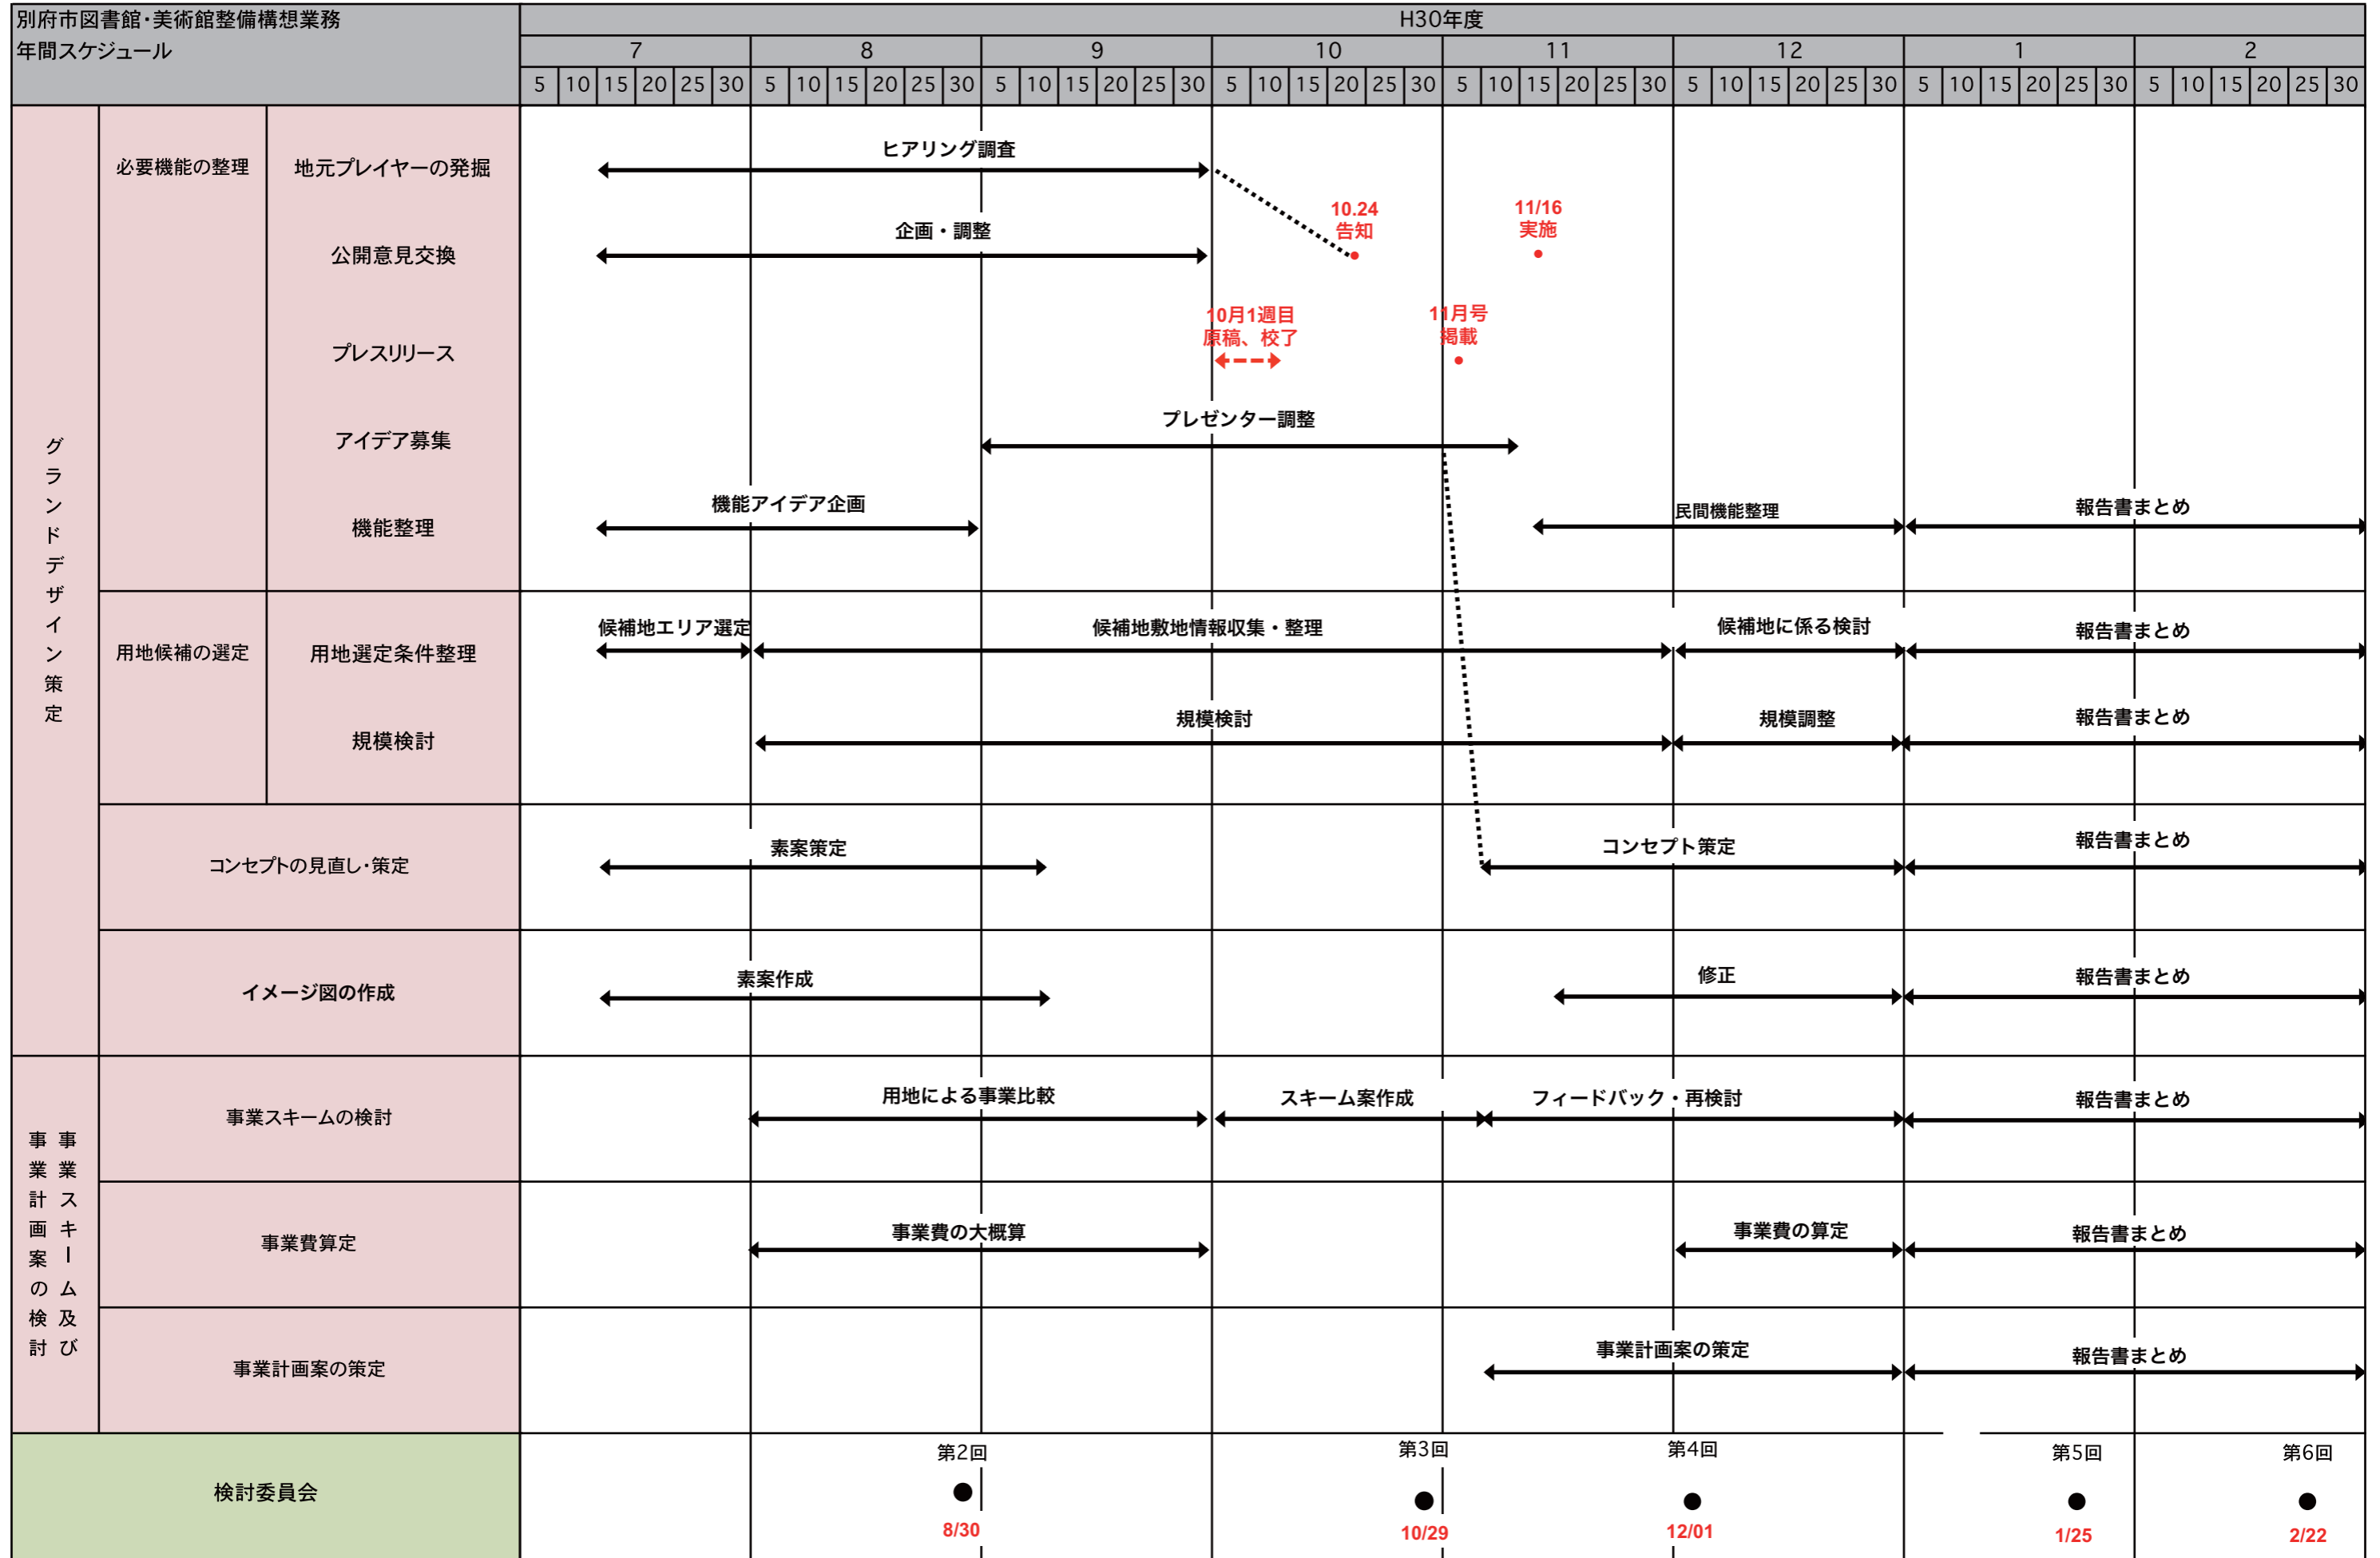 別府市図書館・美術館整備構想業務
年間スケジュール
H30年度
7 8 9 10 11 12 1 2
5 10 15 20 25 30 5 10 15 20 25 30 5 10 15 20 25 30 5 10 15 20 25 30 5 10 15 20 25 30 5 10 15 20 25 30 5 10 15 20 25 30 5 10 15 20 25 30
グランドデザイン策定
必要機能の整理
地元プレイヤーの発掘
ヒアリング調査
公開意見交換
企画・調整
10.24
告知
11/16
実施
プレスリリース
10月1週目
原稿、校了
11月号
掲載
アイデア募集
プレゼンター調整
機能整理
機能アイデア企画
民間機能整理
報告書まとめ
用地候補の選定
用地選定条件整理
候補地エリア選定
候補地敷地情報収集・整理
候補地に係る検討
報告書まとめ
規模検討
規模検討
規模調整
報告書まとめ
コンセプトの見直し・策定
素案策定
コンセプト策定
報告書まとめ
イメージ図の作成
素案作成
修正
報告書まとめ
事業スキーム及び
事業計画案の検討
事業スキームの検討
用地による事業比較
スキーム案作成
フィードバック・再検討
報告書まとめ
事業費算定
事業費の大概算
事業費の算定
報告書まとめ
事業計画案の策定
事業計画案の策定
報告書まとめ
検討委員会
第2回
8/30
第3回
10/29
第4回
12/01
第5回
1/25
第6回
2/22